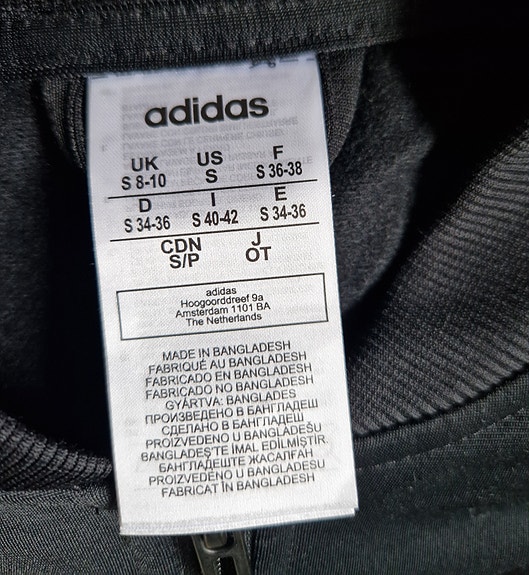 adidas
UK US F
S 8-10 S S 36-38
D I E
S 34-36 S 40-42 S 34-36
CDN J
S/P OT
adidas
Hoogoorddreef 9a
Amsterdam 1101 BA
The Netherlands
MADE IN BANGLADESH
FABRIQUÉ AU BANGLADESH
FABRICADO EN BANGLADESH
FABRICADO NO BANGLADESH
GYÁRTVA: BANGLADES
ПРОИЗВЕДЕНО В БАНГЛАДЕШ
СДЕЛАНО В БАНГЛАДЕШ
PROIZVEDENO U BANGLADEŠU
BANGLADEŞ'TE İMAL EDİLMİŞTİR.
БАНГЛАДЕШТЕ ЖАСАЛҒАН
PROIZVEDENO U BANGLADEŠU
FABRICAT ÎN BANGLADESH